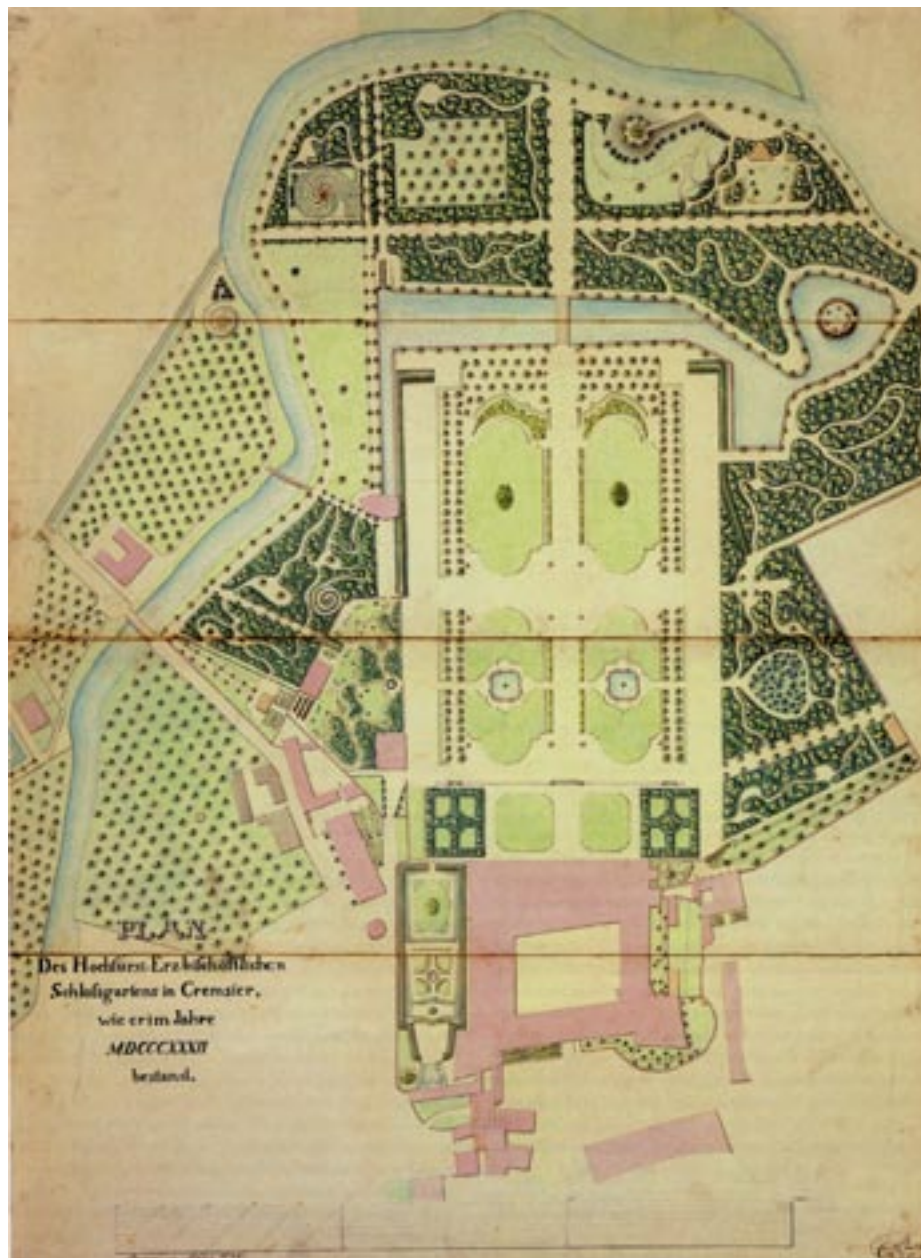 PLAN
Des Hochfürst: Erzbischöflichen
Schloßgartens in Cremsier,
wie er im Jahre
MDCCCXXXII
bestand.